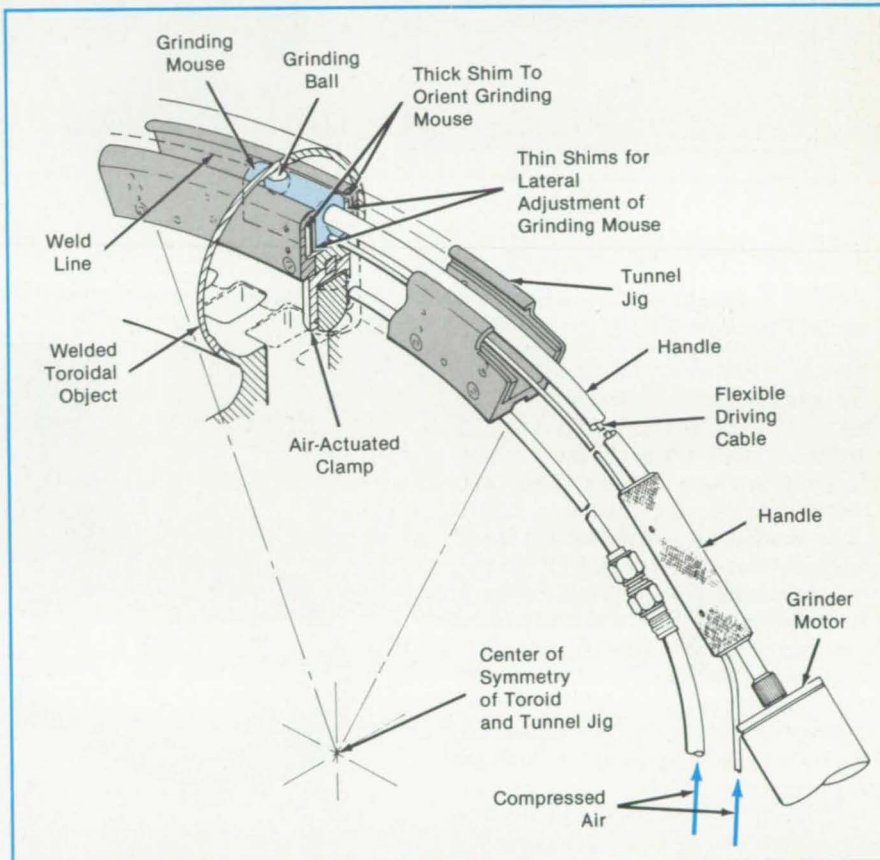 Grinding
Mouse
Grinding
Ball
Thick Shim To
Orient Grinding
Mouse
Thin Shims for
Lateral
Adjustment of
Grinding Mouse
Weld
Line
Tunnel
Jig
Welded
Toroidal
Object
Handle
Flexible
Driving
Cable
Air-Actuated
Clamp
Handle
Grinder
Motor
Center of
Symmetry
of Toroid
and Tunnel Jig
Compressed
Air